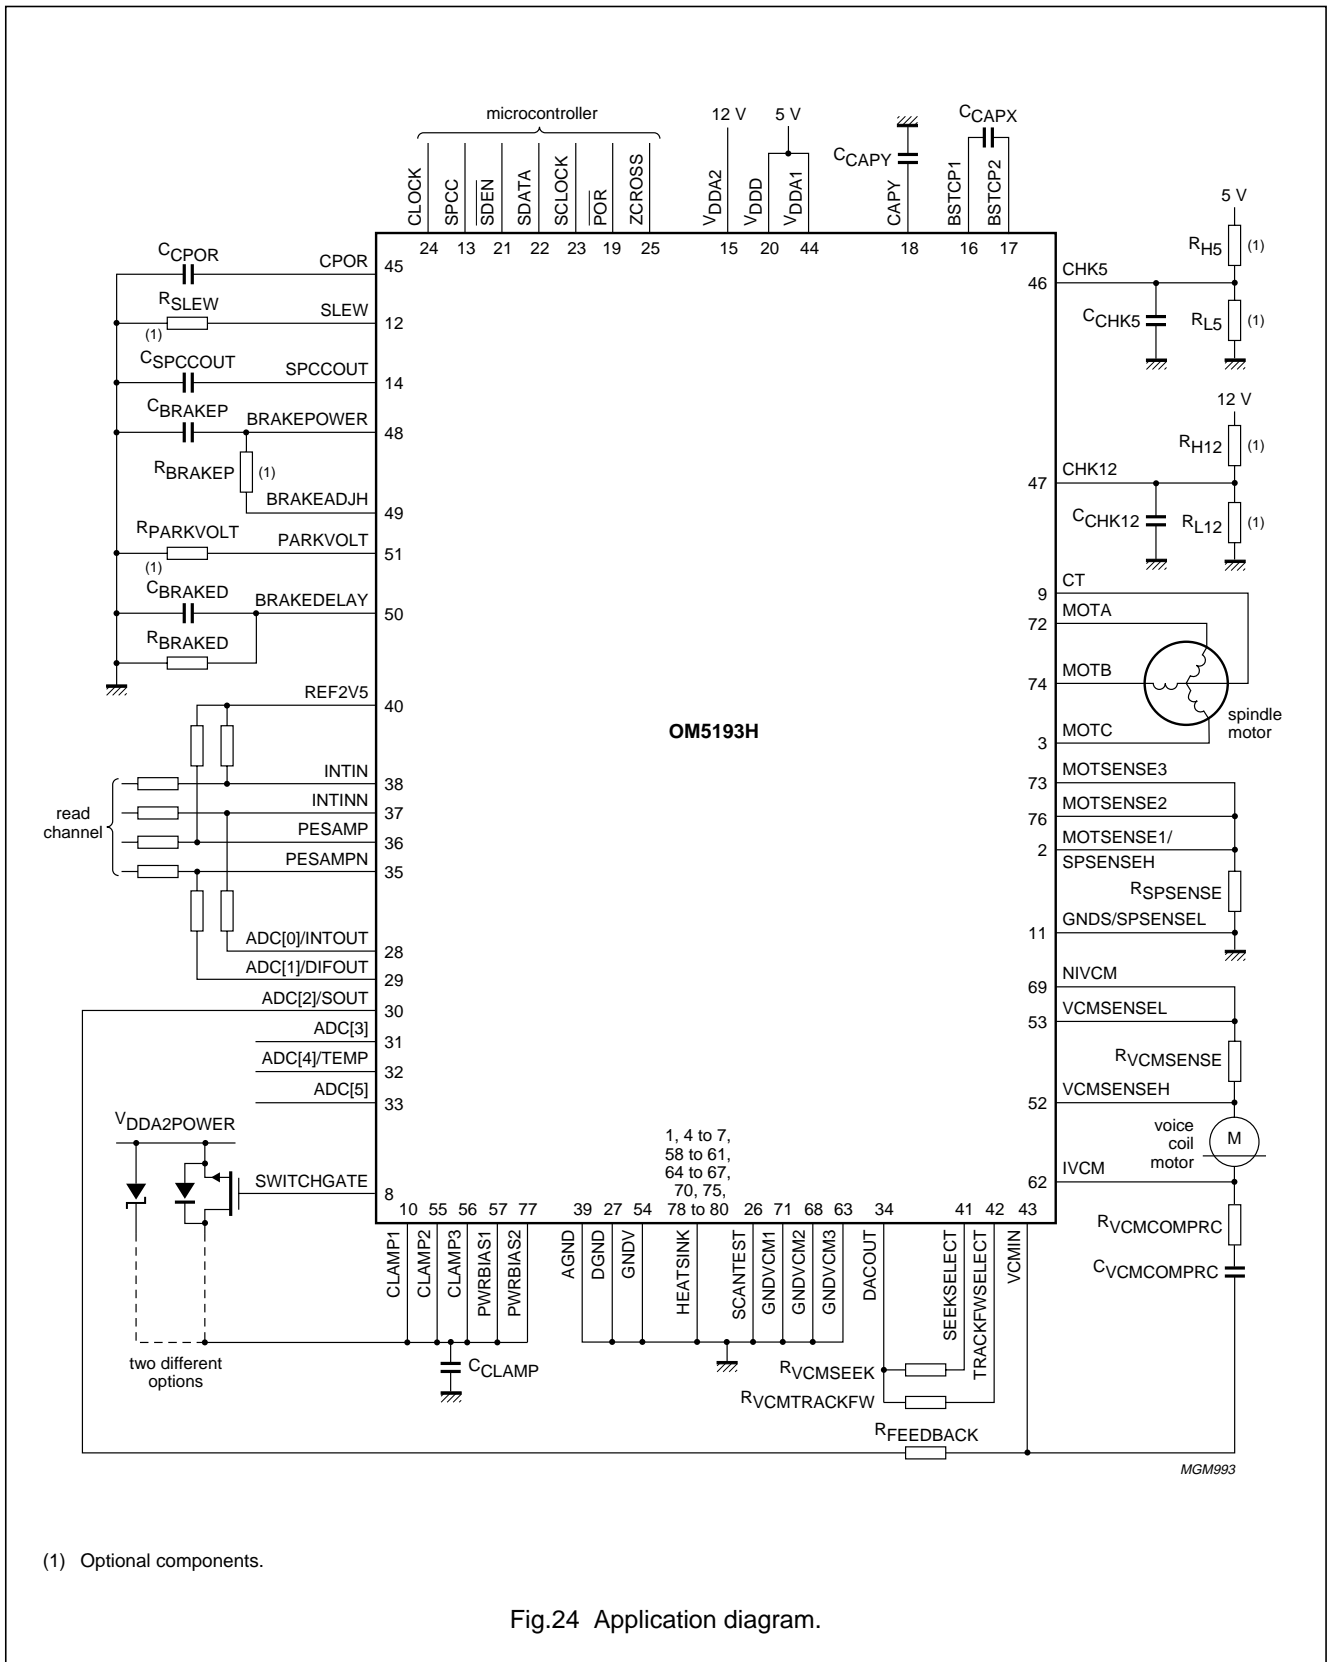 microcontroller
12 V
5 V
CCAPX
CCAPY
CLOCK
SPCC
SDEN
SDATA
SCLOCK
POR
ZCROSS
VDDA2
VDDD
VDDA1
CAPY
BSTCP1
BSTCP2
24 13 21 22 23 19 25 15 20 44 18 16 17
CCPOR
CPOR
45
RSLEW
(1)
SLEW
12
CSPCCOUT
SPCCOUT
14
CBRAKEP
BRAKEPOWER
48
RBRAKEP
(1)
BRAKEADJH
49
RPARKVOLT
(1)
PARKVOLT
51
CBRAKED
BRAKEDELAY
50
RBRAKED
REF2V5
40
INTIN
38
INTINN
37
read
channel
PESAMP
36
PESAMPN
35
ADC[0]/INTOUT
28
ADC[1]/DIFOUT
29
ADC[2]/SOUT
30
ADC[3]
31
ADC[4]/TEMP
32
ADC[5]
33
VDDA2POWER
SWITCHGATE
8
two different
options
OM5193H
5 V
RH5
(1)
46
CHK5
CCHK5
RL5
(1)
12 V
RH12
(1)
47
CHK12
CCHK12
RL12
(1)
9
CT
72
MOTA
74
MOTB
3
MOTC
spindle
motor
73
MOTSENSE3
76
MOTSENSE2
2
MOTSENSE1/
SPSENSEH
RSPSENSE
11
GNDS/SPSENSEL
69
NIVCM
53
VCMSENSEL
RVCMSENSE
52
VCMSENSEH
voice
coil
motor
M
62
IVCM
RVCMCOMPRC
CVCMCOMPRC
1, 4 to 7,
58 to 61,
64 to 67,
70, 75,
78 to 80
10 55 56 57 77 39 27 54 26 71 68 63 34 41 42 43
CLAMP1
CLAMP2
CLAMP3
PWRBIAS1
PWRBIAS2
AGND
DGND
GNDV
HEATSINK
SCANTEST
GNDVCM1
GNDVCM2
GNDVCM3
DACOUT
SEEKSELECT
TRACKFWSELECT
VCMIN
CCLAMP
RVCMSEEK
RVCMTRACKFW
RFEEDBACK
MGM993
(1) Optional components.
Fig.24 Application diagram.